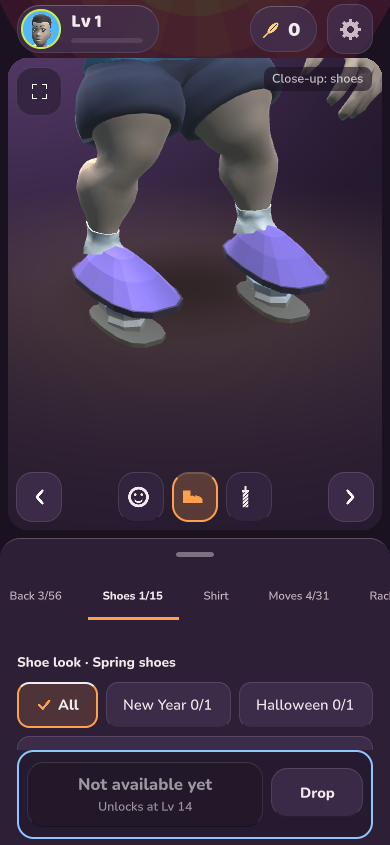 Lv 1
0
Close-up: shoes
Back 3/56
Shoes 1/15
Shirt
Moves 4/31
Shoe look · Spring shoes
All
New Year 0/1
Halloween 0/1
Not available yet
Unlocks at Lv 14
Drop